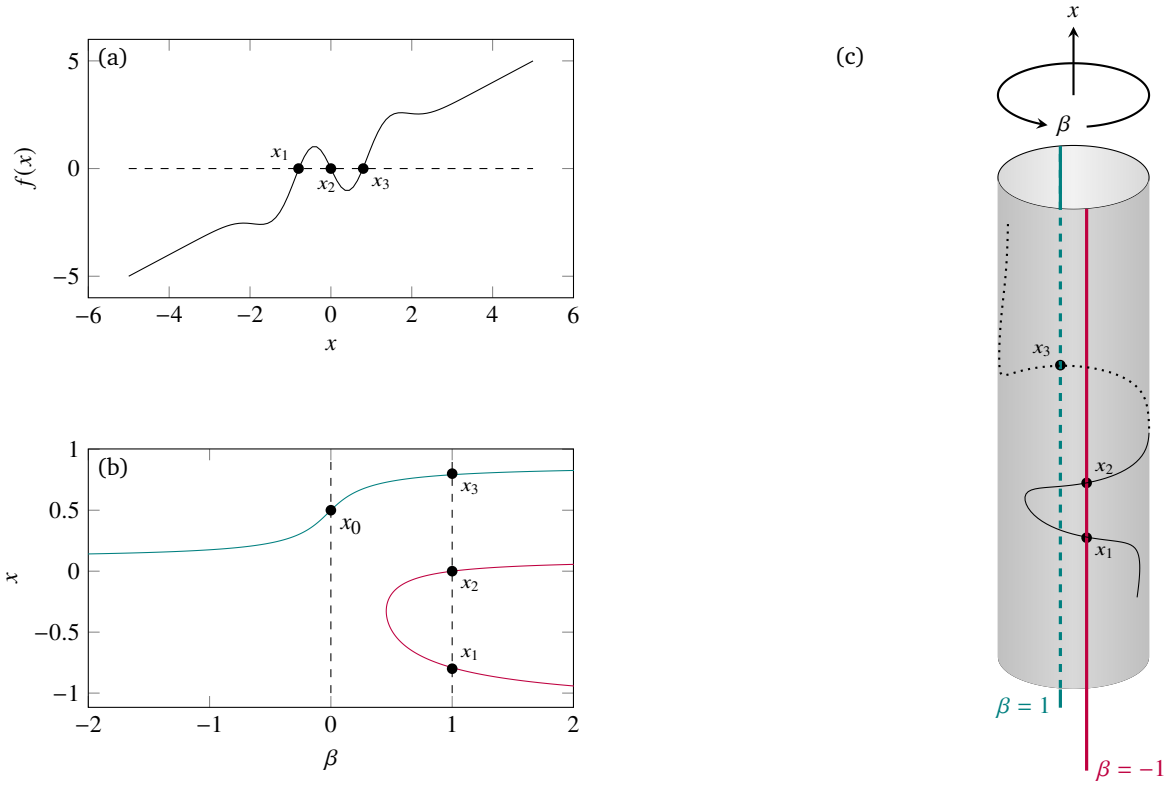 (a)
5
0
−5
f(x)
x₁
x₂
x₃
−6
−4
−2
0
2
4
6
x
(b)
1
0.5
0
−0.5
−1
x
x₀
x₃
x₂
x₁
−2
−1
0
1
2
β
(c)
x
β
x₃
x₂
x₁
β = 1
β = −1